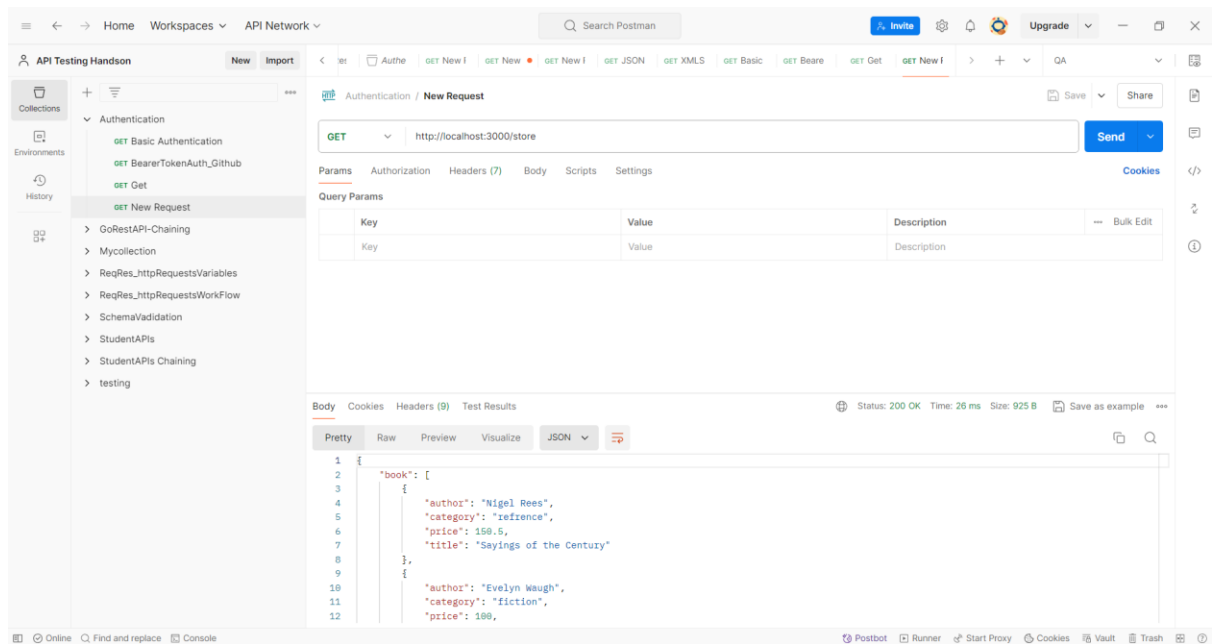 Home Workspaces API Network Search Postman Invite Upgrade
API Testing Handson New Import Authe GET New GET New GET New GET JSON GET XMLS GET Basic GET Beare GET Get GET New QA
Collections
Environments
History
Authentication
GET Basic Authentication
GET BearerTokenAuth_Github
GET Get
GET New Request
GoRestAPI-Chaining
Mycollection
ReqRes_httpRequestsVariables
ReqRes_httpRequestsWorkFlow
SchemaVadidation
StudentAPIs
StudentAPIs Chaining
testing
HTTP Authentication / New Request Save Share
GET http://localhost:3000/store Send
Params Authorization Headers (7) Body Scripts Settings Cookies
Query Params
Key Value Description Bulk Edit
Key Value Description
Body Cookies Headers (9) Test Results Status: 200 OK Time: 26 ms Size: 925 B Save as example
Pretty Raw Preview Visualize JSON
1 {
2 "book": [
3 {
4 "author": "Nigel Rees",
5 "category": "refrence",
6 "price": 150.5,
7 "title": "Sayings of the Century"
8 },
9 {
10 "author": "Evelyn Waugh",
11 "category": "fiction",
12 "price": 100,
Online Find and replace Console Postbot Runner Start Proxy Cookies Vault Trash